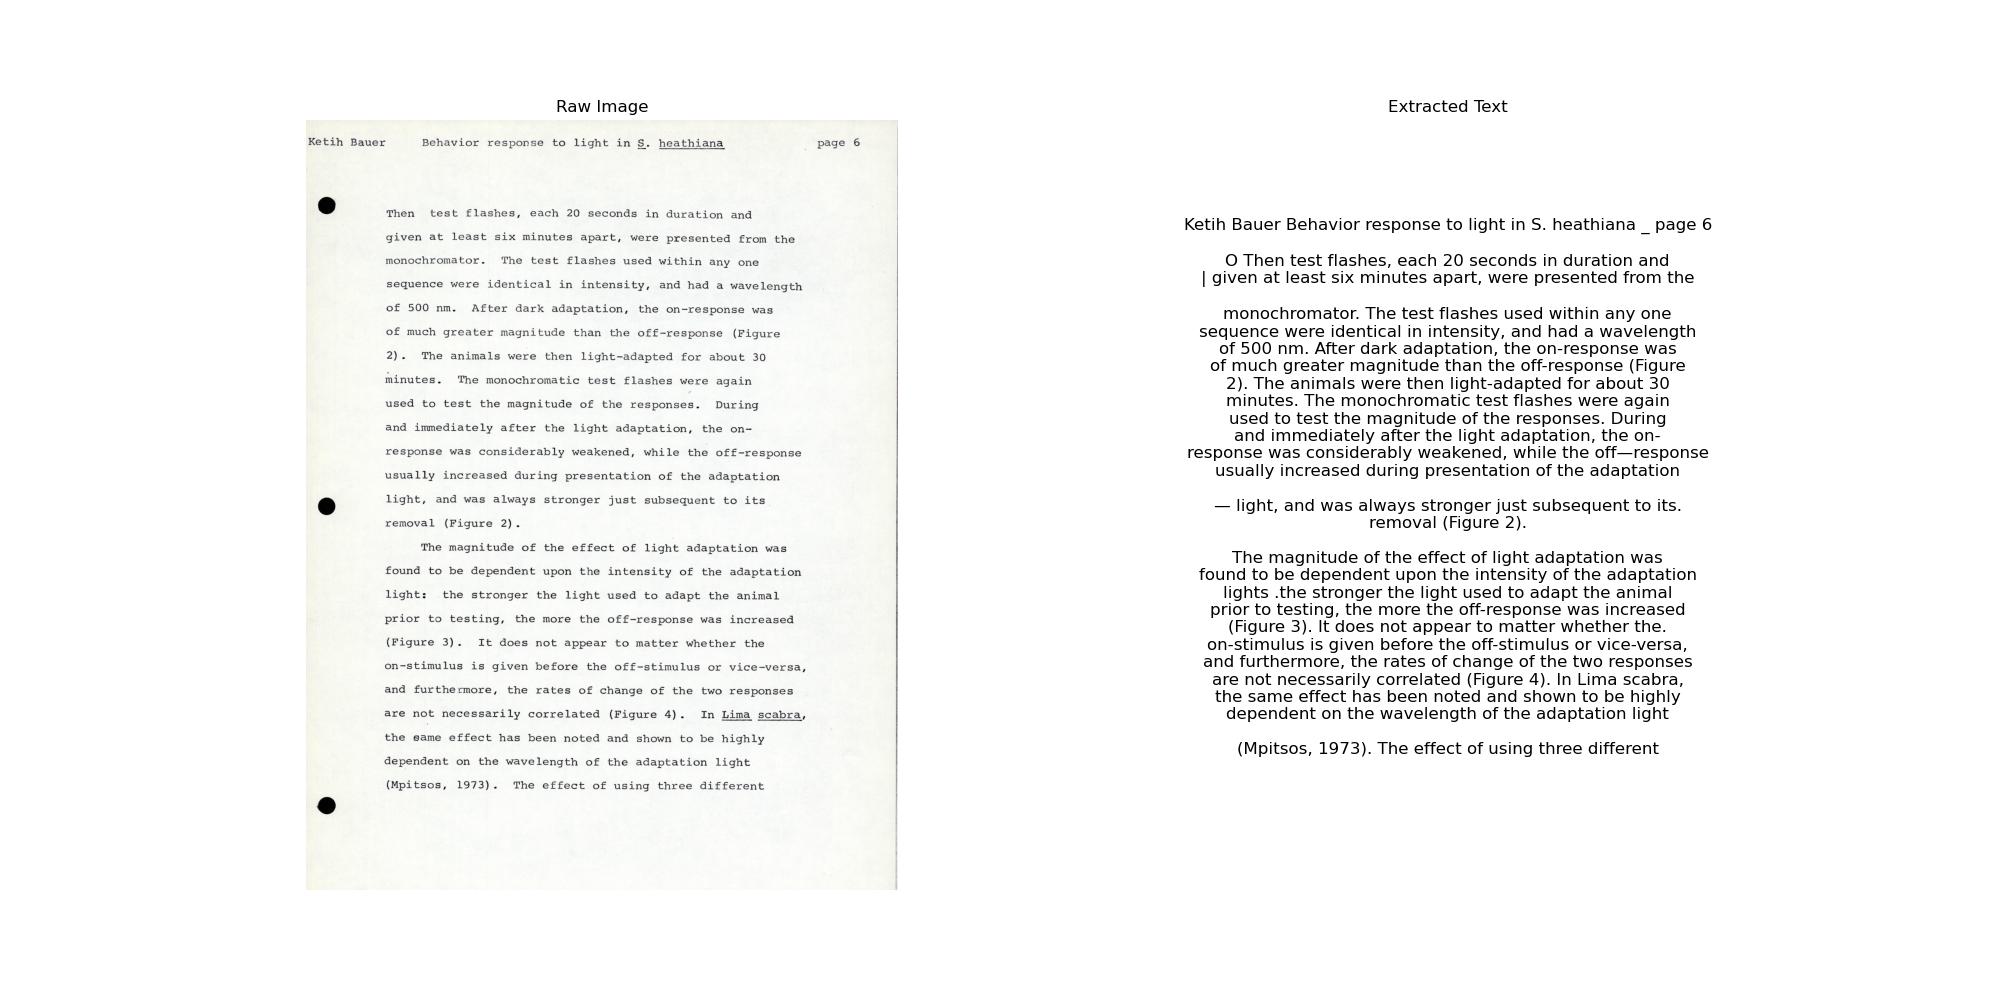 Raw Image
Ketih Bauer Behavior response to light in S. heathiana page 6
Then test flashes, each 20 seconds in duration and
given at least six minutes apart, were presented from the
monochromator. The test flashes used within any one
sequence were identical in intensity, and had a wavelength
of 500 nm. After dark adaptation, the on-response was
of much greater magnitude than the off-response (Figure
2). The animals were then light-adapted for about 30
minutes. The monochromatic test flashes were again
used to test the magnitude of the responses. During
and immediately after the light adaptation, the on-
response was considerably weakened, while the off-response
usually increased during presentation of the adaptation
light, and was always stronger just subsequent to its
removal (Figure 2).
The magnitude of the effect of light adaptation was
found to be dependent upon the intensity of the adaptation
light: the stronger the light used to adapt the animal
prior to testing, the more the off-response was increased
(Figure 3). It does not appear to matter whether the
on-stimulus is given before the off-stimulus or vice-versa,
and furthermore, the rates of change of the two responses
are not necessarily correlated (Figure 4). In Lima scabra,
the same effect has been noted and shown to be highly
dependent on the wavelength of the adaptation light
(Mpitsos, 1973). The effect of using three different
Extracted Text
Ketih Bauer Behavior response to light in S. heathiana _ page 6
O Then test flashes, each 20 seconds in duration and
| given at least six minutes apart, were presented from the
monochromator. The test flashes used within any one
sequence were identical in intensity, and had a wavelength
of 500 nm. After dark adaptation, the on-response was
of much greater magnitude than the off-response (Figure
2). The animals were then light-adapted for about 30
minutes. The monochromatic test flashes were again
used to test the magnitude of the responses. During
and immediately after the light adaptation, the on-
response was considerably weakened, while the off—response
usually increased during presentation of the adaptation
— light, and was always stronger just subsequent to its.
removal (Figure 2).
The magnitude of the effect of light adaptation was
found to be dependent upon the intensity of the adaptation
lights .the stronger the light used to adapt the animal
prior to testing, the more the off-response was increased
(Figure 3). It does not appear to matter whether the.
on-stimulus is given before the off-stimulus or vice-versa,
and furthermore, the rates of change of the two responses
are not necessarily correlated (Figure 4). In Lima scabra,
the same effect has been noted and shown to be highly
dependent on the wavelength of the adaptation light
(Mpitsos, 1973). The effect of using three different